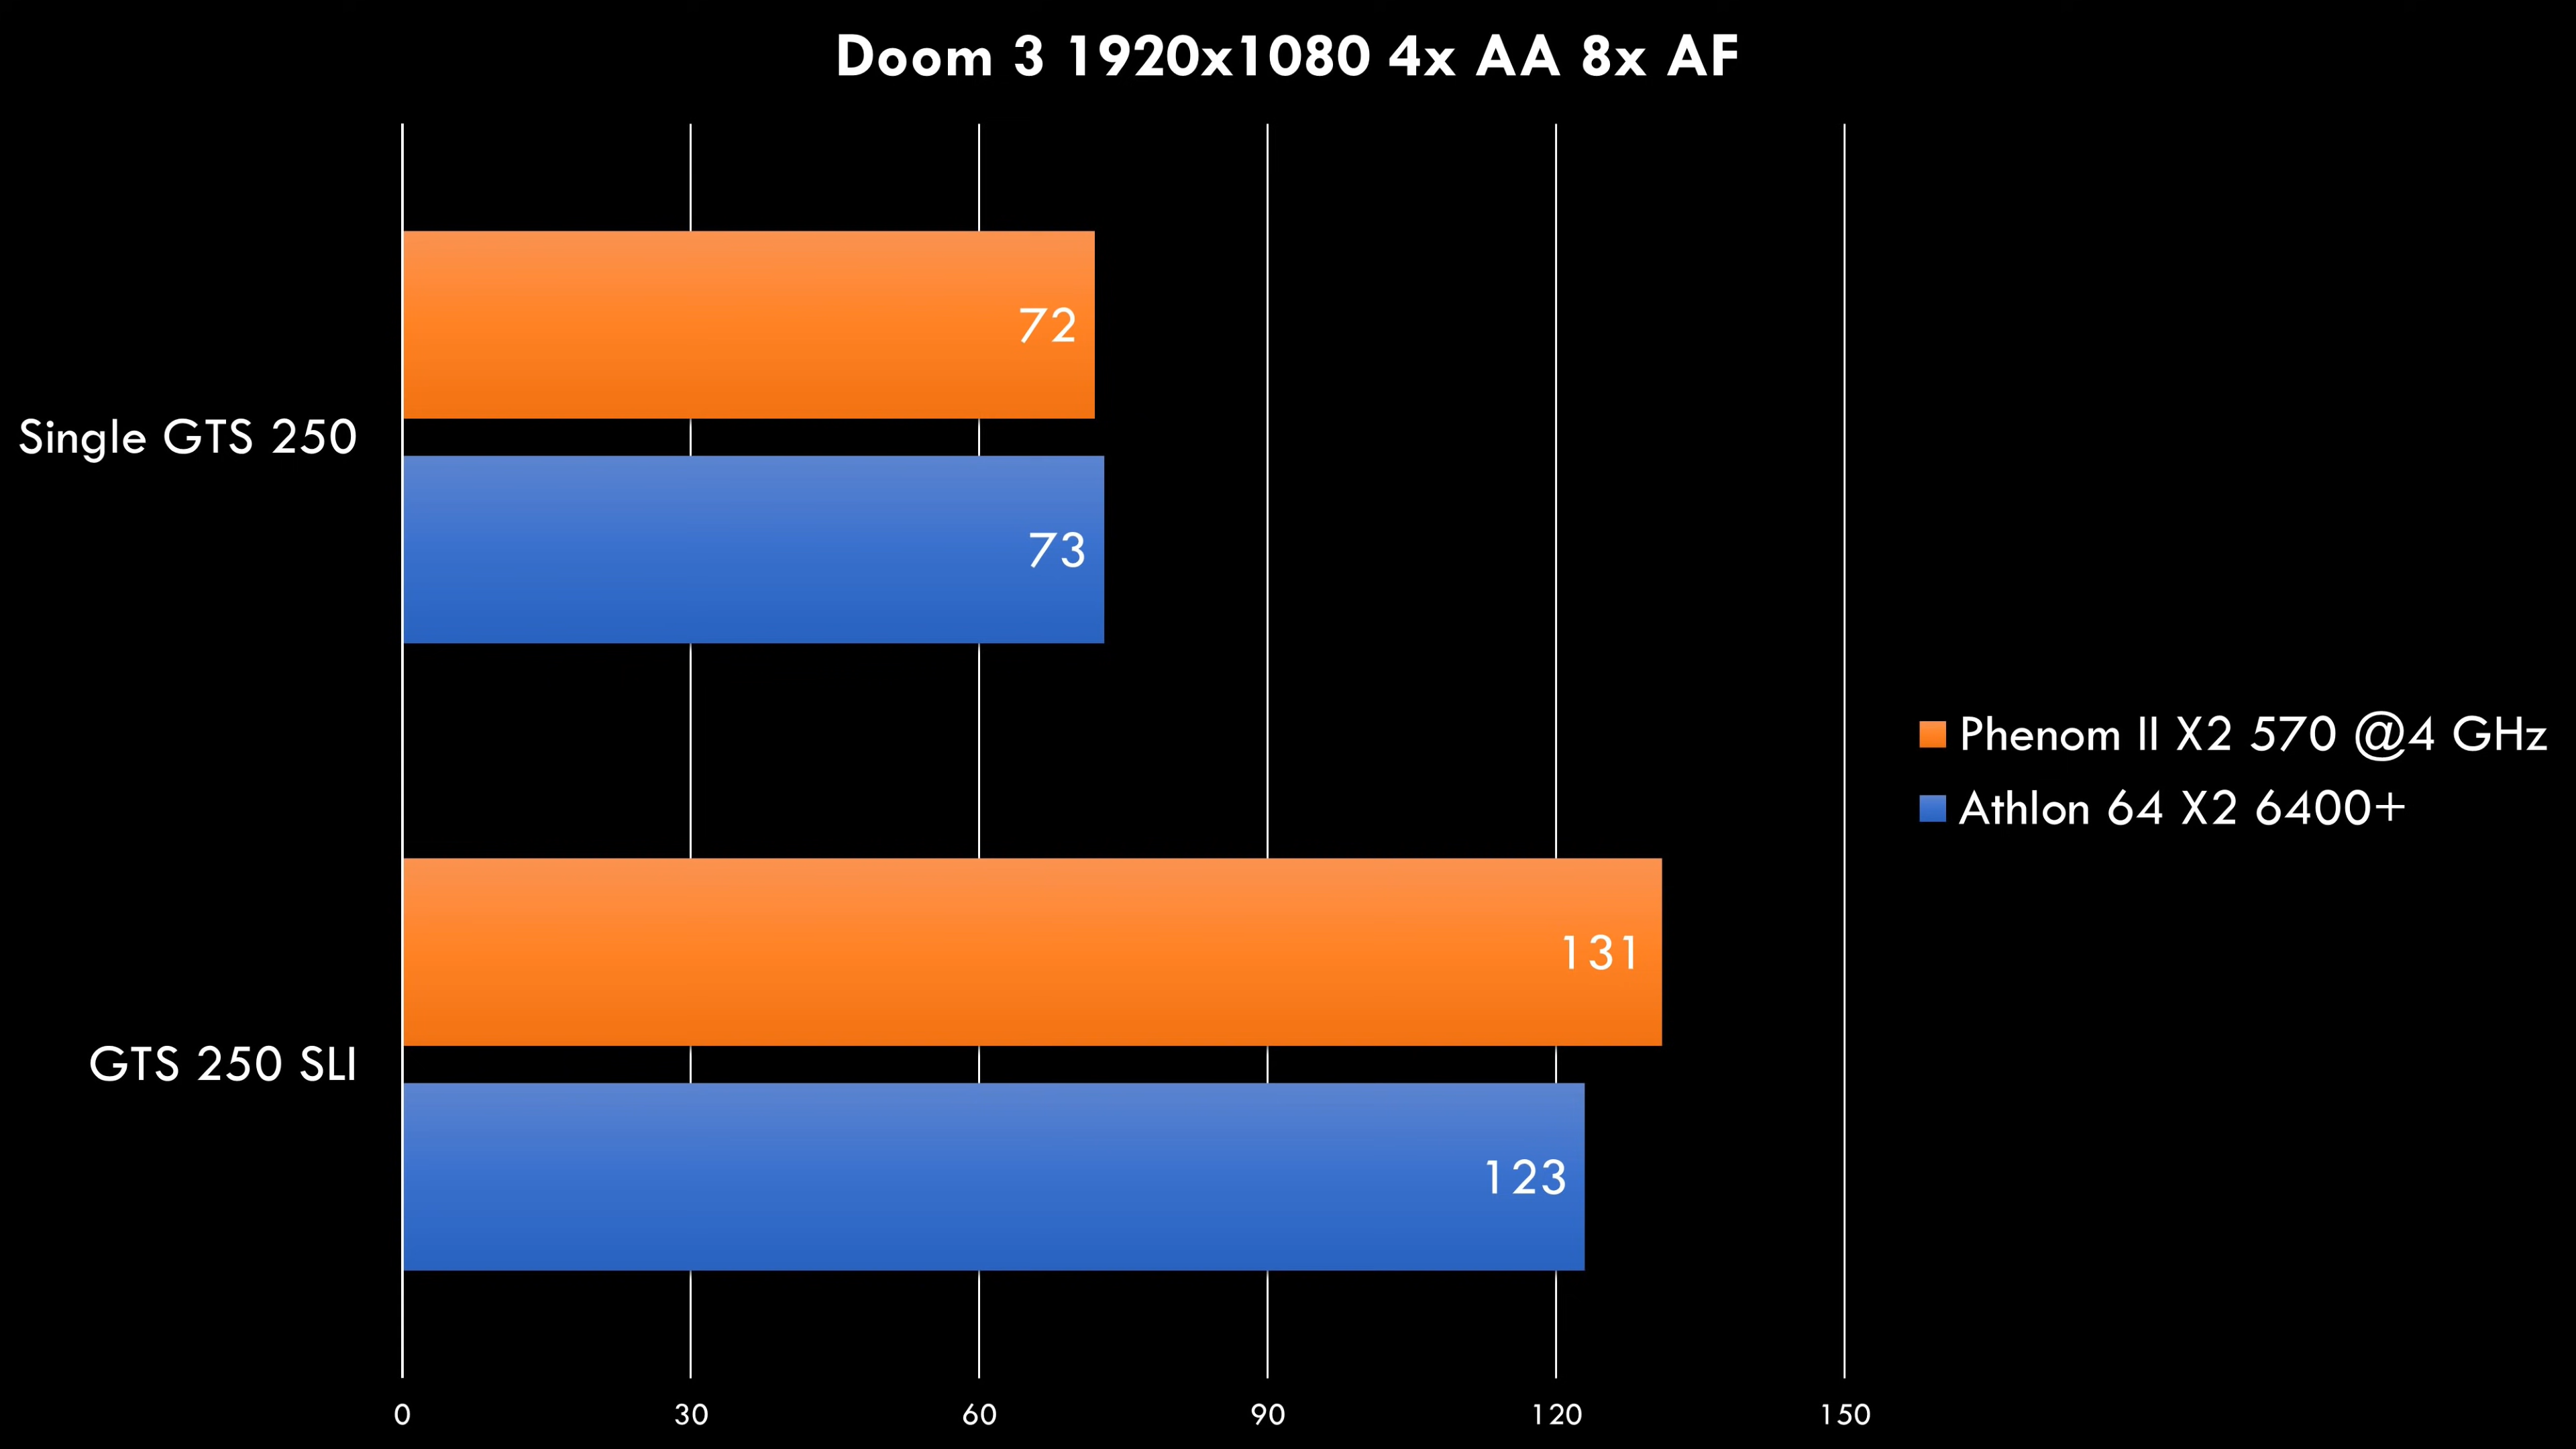 Doom 3 1920x1080 4x AA 8x AF
72
Single GTS 250
73
Phenom II X2 570 @4 GHz
Athlon 64 X2 6400+
131
GTS 250 SLI
123
0 30 60 90 120 150